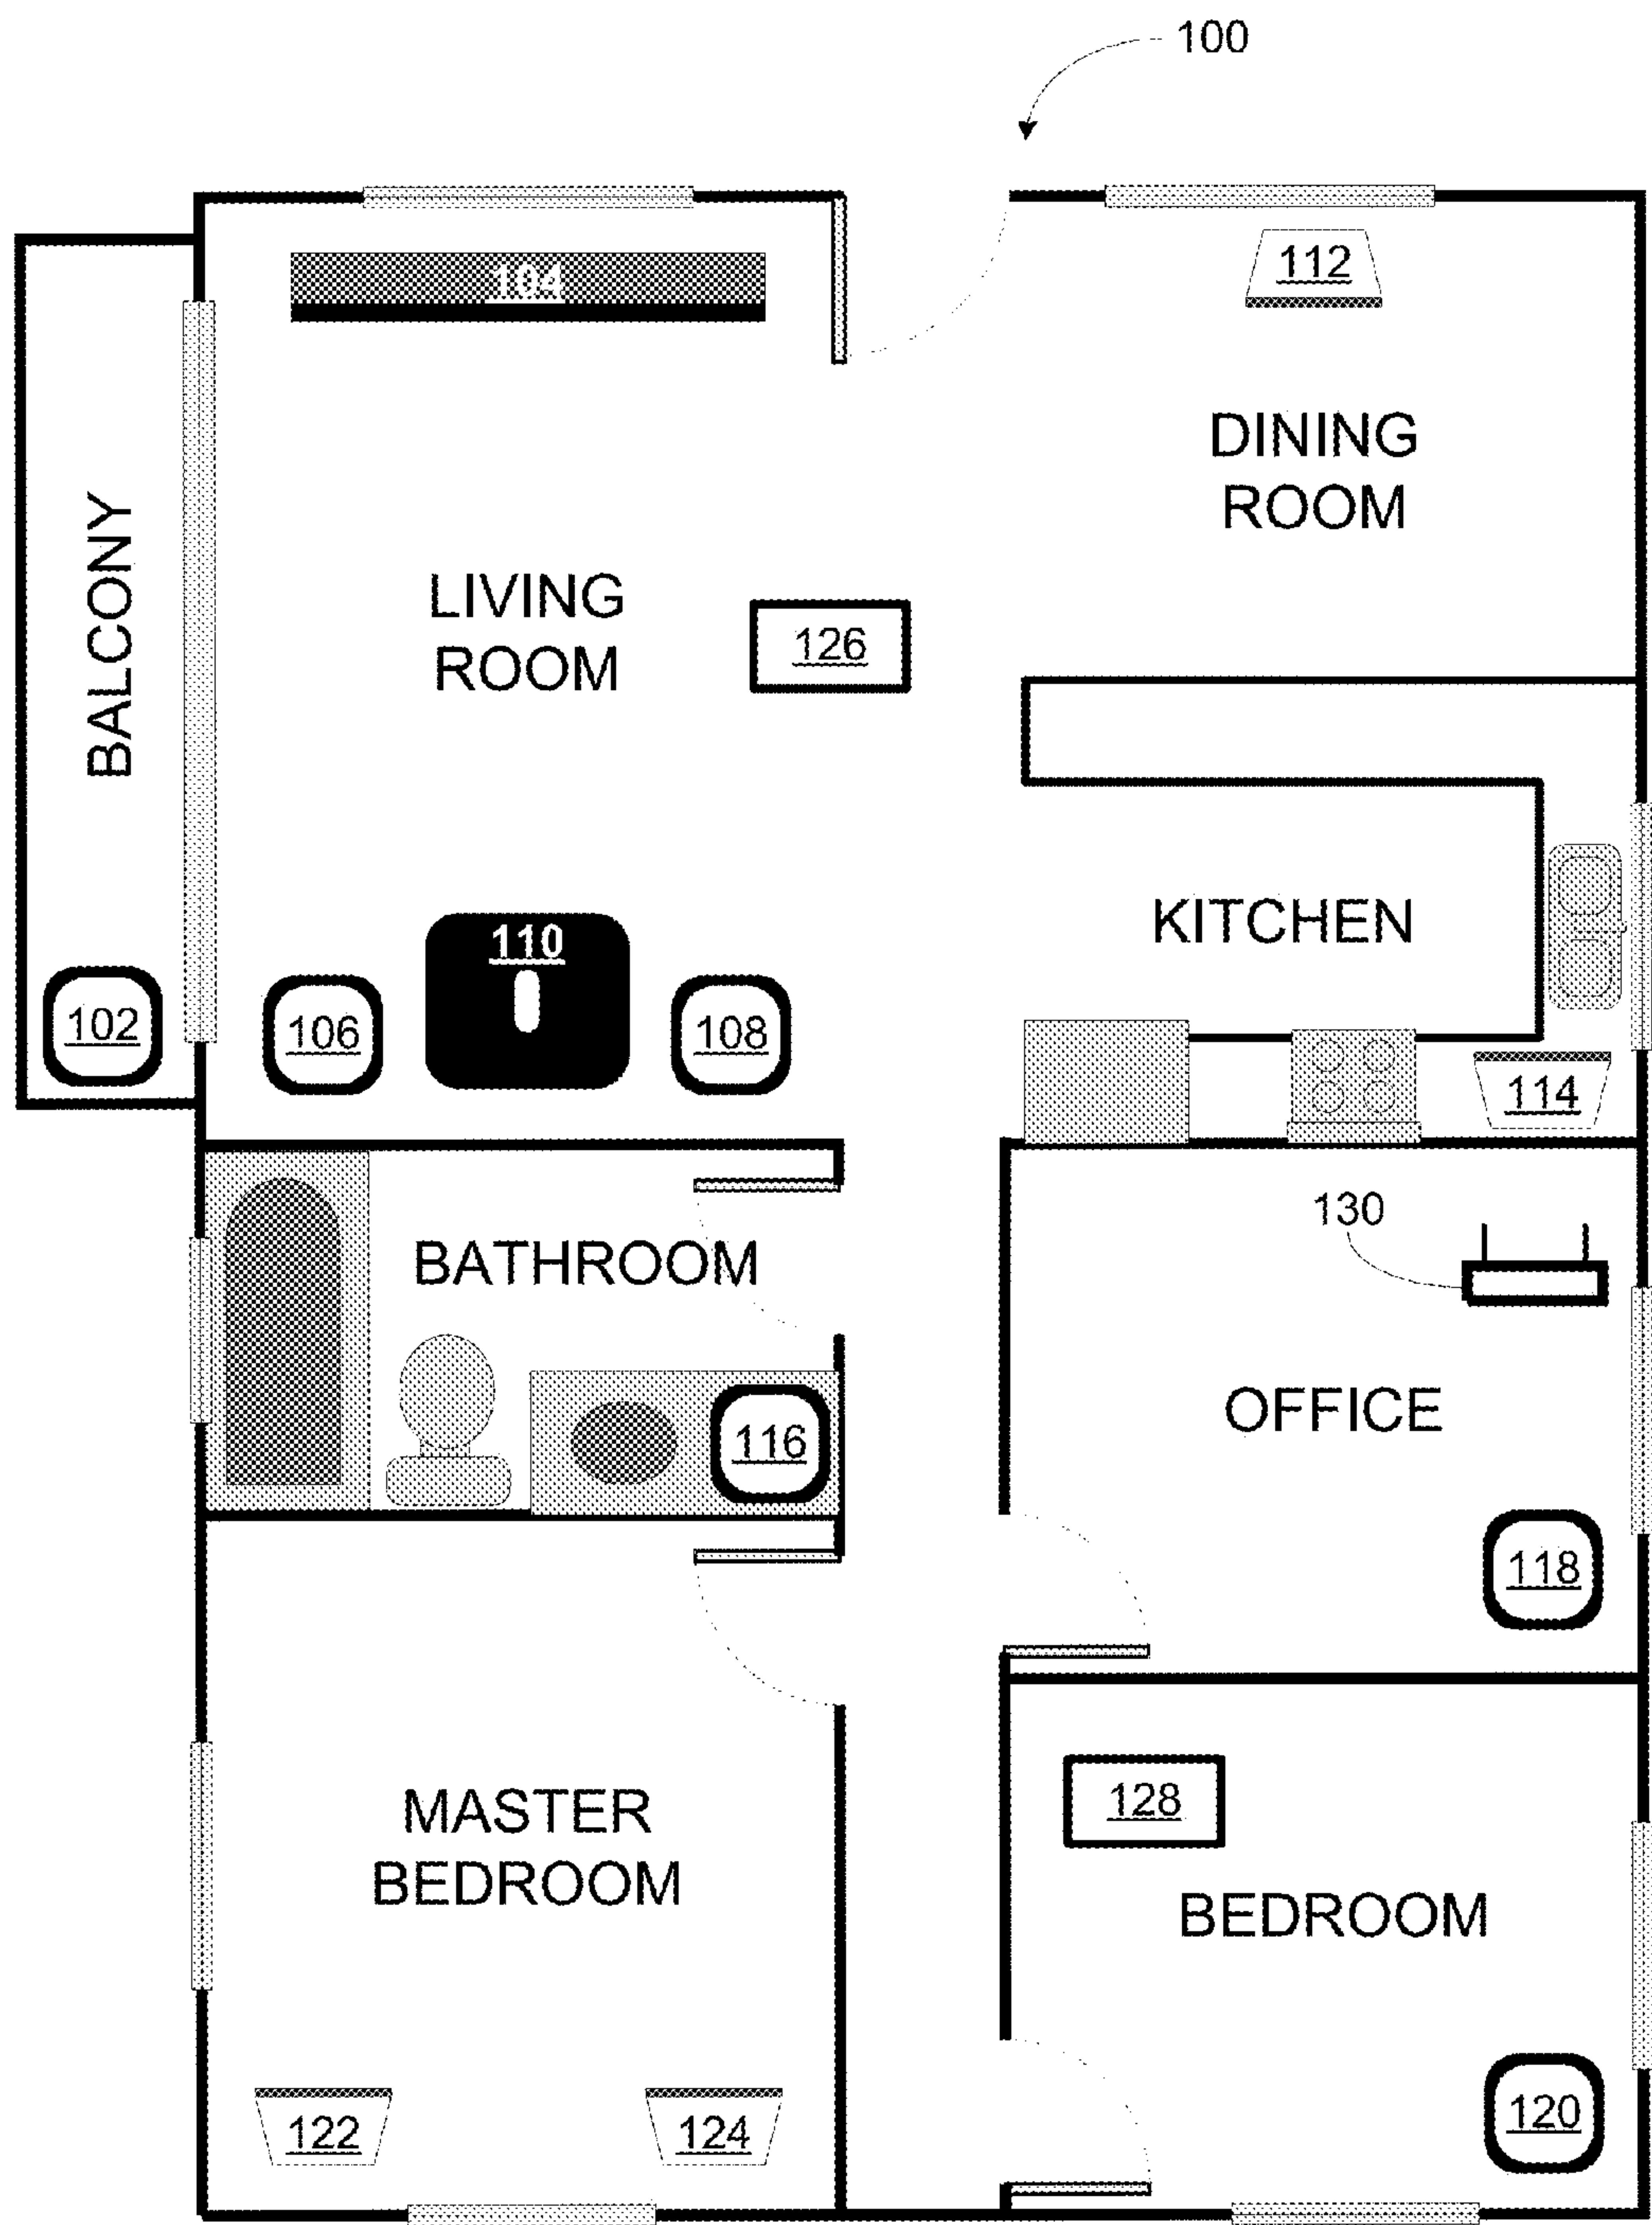 100
104
112
DINING
ROOM
BALCONY
LIVING
ROOM
126
KITCHEN
110
102
106
108
114
130
BATHROOM
OFFICE
116
118
MASTER
BEDROOM
128
BEDROOM
122
124
120